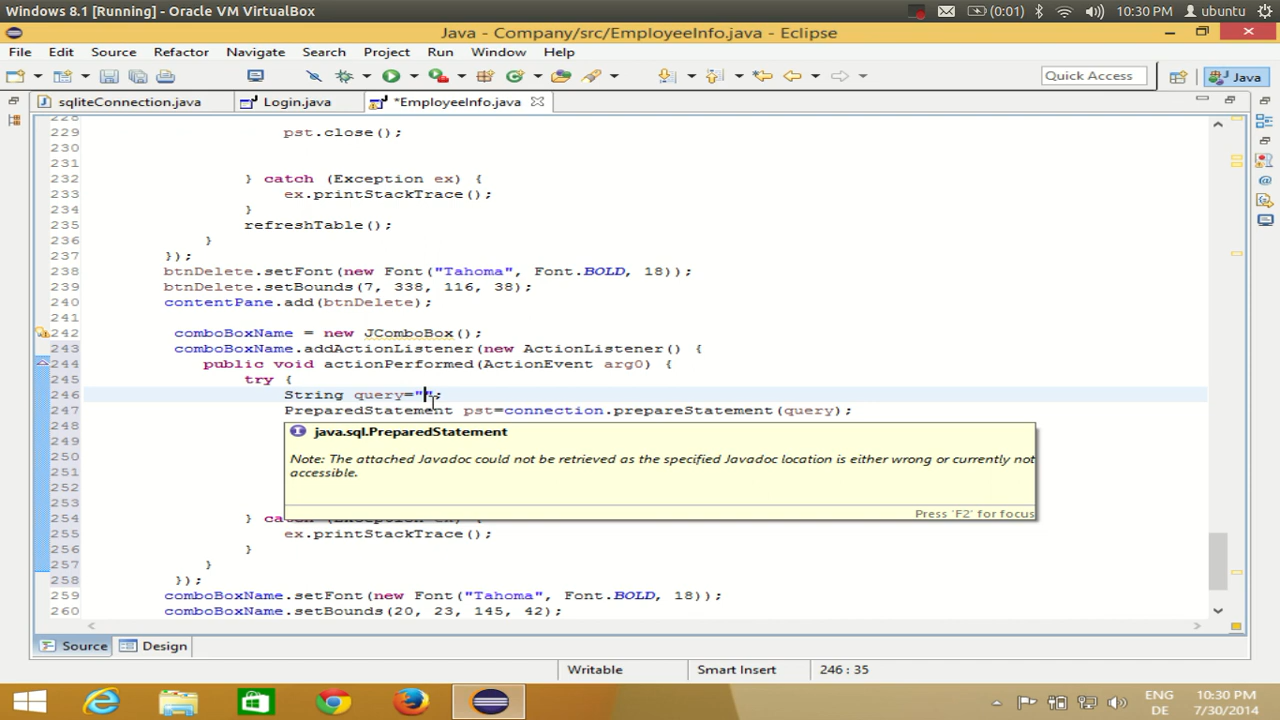 Windows 8.1 [Running] - Oracle VM VirtualBox
(0:01)
10:30 PM
ubuntu
Java - Company/src/EmployeeInfo.java - Eclipse
File Edit Source Refactor Navigate Search Project Run Window Help
Quick Access
Java
sqliteConnection.java
Login.java
*EmployeeInfo.java
228
229 pst.close();
230
231
232 } catch (Exception ex) {
233 ex.printStackTrace();
234 }
235 refreshTable();
236 }
237 });
238 btnDelete.setFont(new Font("Tahoma", Font.BOLD, 18));
239 btnDelete.setBounds(7, 338, 116, 38);
240 contentPane.add(btnDelete);
241
242 comboBoxName = new JComboBox();
243 comboBoxName.addActionListener(new ActionListener() {
244 public void actionPerformed(ActionEvent arg0) {
245 try {
246 String query="";
247 PreparedStatement pst=connection.prepareStatement(query);
248
249
250
251
252
253
java.sql.PreparedStatement
Note: The attached Javadoc could not be retrieved as the specified Javadoc location is either wrong or currently not
accessible.
Press 'F2' for focus
254 } catch (Exception ex) {
255 ex.printStackTrace();
256 }
257 }
258 });
259 comboBoxName.setFont(new Font("Tahoma", Font.BOLD, 18));
260 comboBoxName.setBounds(20, 23, 145, 42);
Source Design
Writable Smart Insert 246 : 35
ENG 10:30 PM
DE 7/30/2014